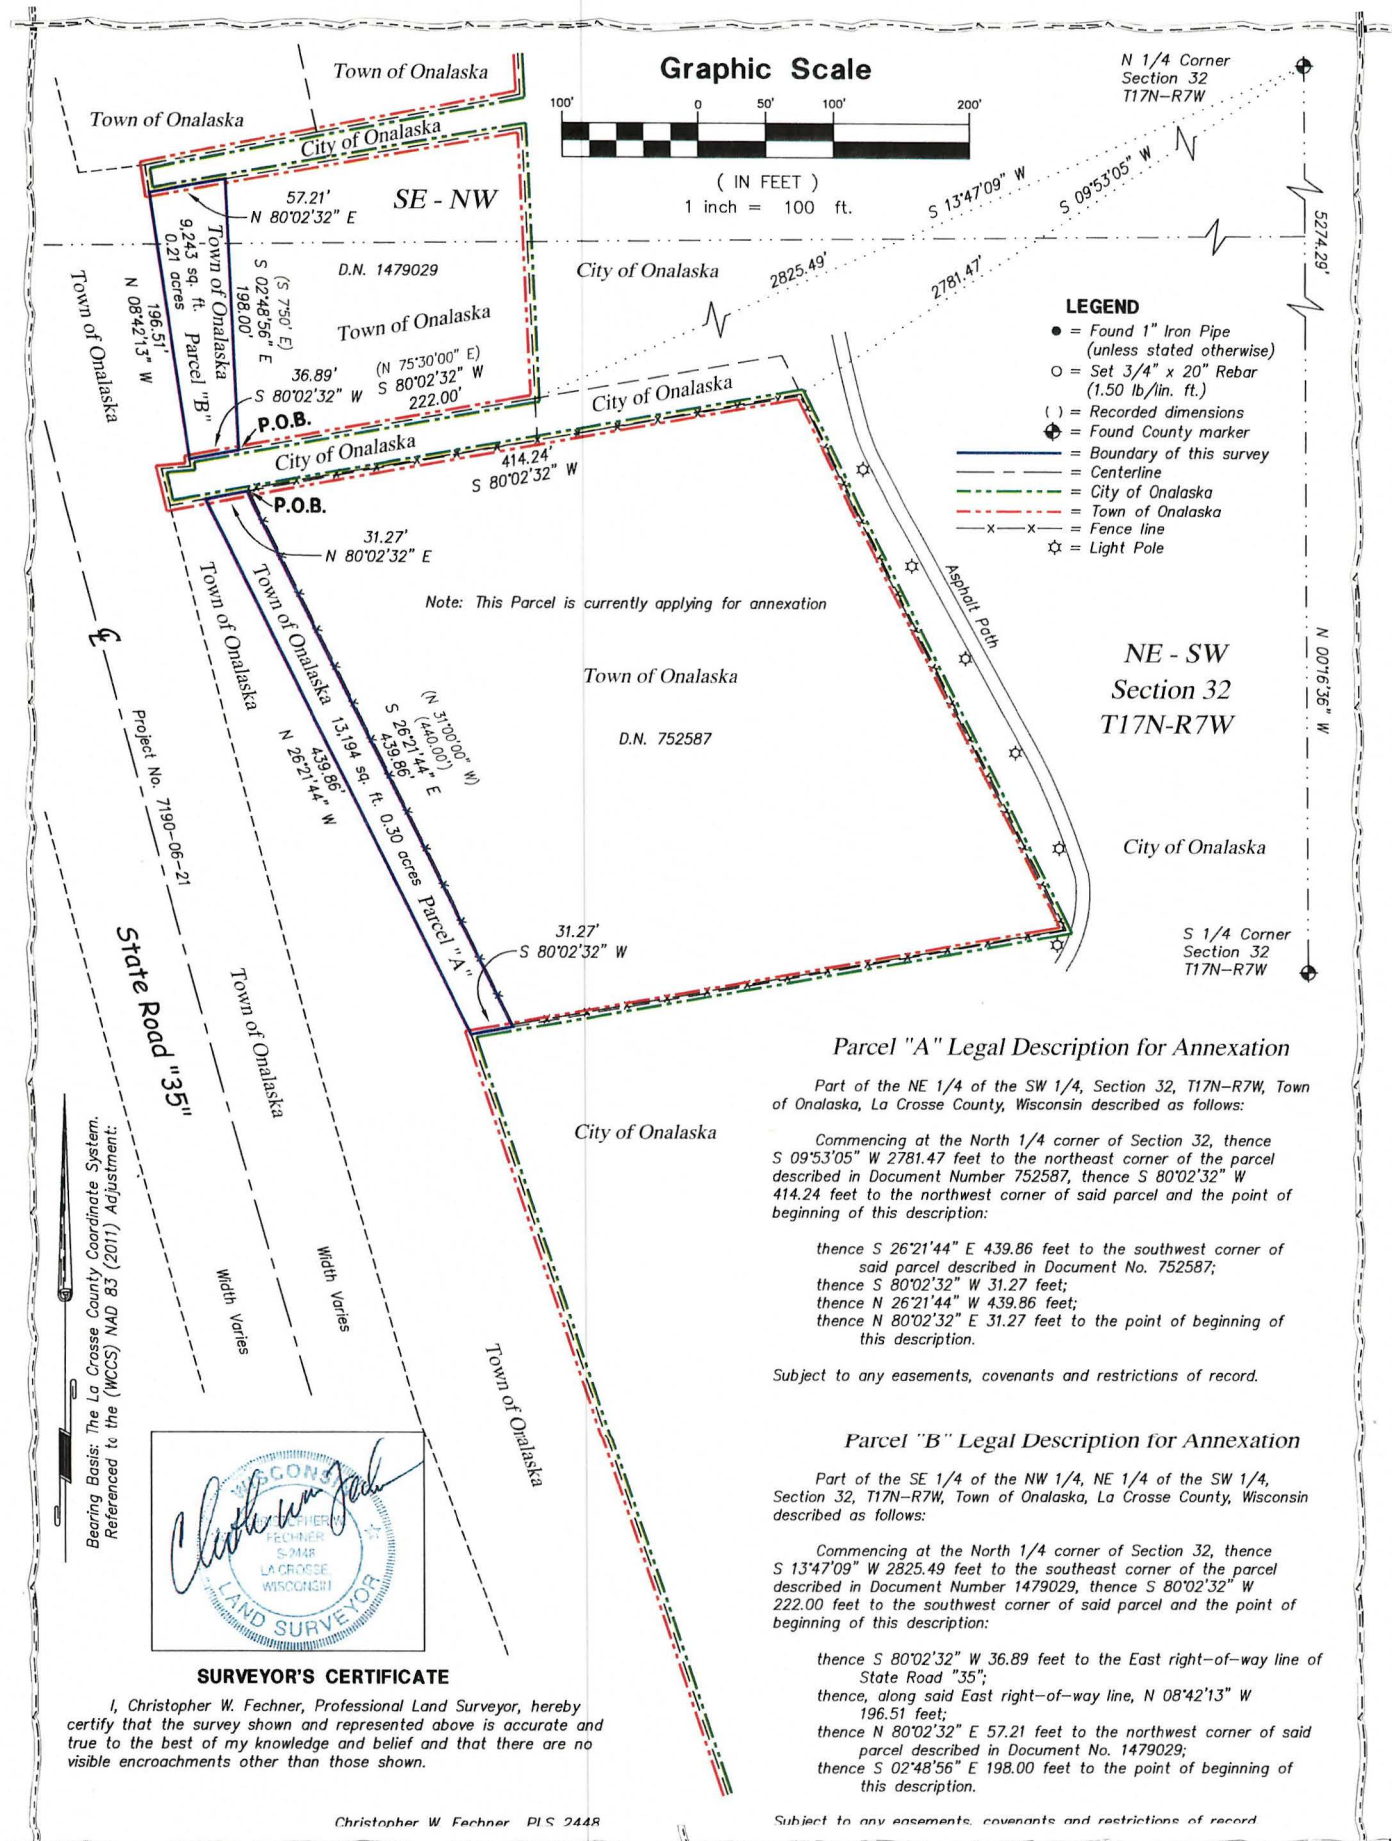 Graphic Scale
100'
0
50'
100'
200'
( IN FEET )
1 inch = 100 ft.
N 1/4 Corner
Section 32
T17N-R7W
Town of Onalaska
Town of Onalaska
City of Onalaska
57.21'
N 80°02'32" E
SE - NW
S 13°47'09" W
S 09°53'05" W
5274.29'
D.N. 1479029
City of Onalaska
2825.49'
2781.47'
Town of Onalaska
Town of Onalaska
N 08°42'13" W
196.51'
9,243 sq. ft.
0.21 acres
Parcel "B"
Town of Onalaska
(S 7°50' E)
S 02°48'56" E
198.00'
36.89'
S 80°02'32" W
(N 75°30'00" E)
S 80°02'32" W
222.00'
P.O.B.
City of Onalaska
City of Onalaska
414.24'
S 80°02'32" W
P.O.B.
31.27'
N 80°02'32" E
LEGEND
= Found 1" Iron Pipe
(unless stated otherwise)
= Set 3/4" x 20" Rebar
(1.50 lb/lin. ft.)
( ) = Recorded dimensions
= Found County marker
= Boundary of this survey
= Centerline
= City of Onalaska
= Town of Onalaska
= Fence line
= Light Pole
Note: This Parcel is currently applying for annexation
Town of Onalaska
D.N. 752587
Asphalt Path
NE - SW
Section 32
T17N-R7W
N 00°16'36" W
Town of Onalaska
Town of Onalaska 13,194 sq. ft. 0.30 acres Parcel "A"
(N 31°00'00" W)
(440.00')
S 26°21'44" E
439.86'
439.86'
N 26°21'44" W
Project No. 7190-06-21
City of Onalaska
31.27'
S 80°02'32" W
S 1/4 Corner
Section 32
T17N-R7W
State Road "35"
Town of Onalaska
City of Onalaska
Width Varies
Width Varies
Town of Onalaska
Bearing Basis: The La Crosse County Coordinate System.
Referenced to the (WCCS) NAD 83 (2011) Adjustment:
Parcel "A" Legal Description for Annexation
Part of the NE 1/4 of the SW 1/4, Section 32, T17N-R7W, Town
of Onalaska, La Crosse County, Wisconsin described as follows:
Commencing at the North 1/4 corner of Section 32, thence
S 09°53'05" W 2781.47 feet to the northeast corner of the parcel
described in Document Number 752587, thence S 80°02'32" W
414.24 feet to the northwest corner of said parcel and the point of
beginning of this description:
thence S 26°21'44" E 439.86 feet to the southwest corner of
said parcel described in Document No. 752587;
thence S 80°02'32" W 31.27 feet;
thence N 26°21'44" W 439.86 feet;
thence N 80°02'32" E 31.27 feet to the point of beginning of
this description.
Subject to any easements, covenants and restrictions of record.
Parcel "B" Legal Description for Annexation
Part of the SE 1/4 of the NW 1/4, NE 1/4 of the SW 1/4,
Section 32, T17N-R7W, Town of Onalaska, La Crosse County, Wisconsin
described as follows:
Commencing at the North 1/4 corner of Section 32, thence
S 13°47'09" W 2825.49 feet to the southeast corner of the parcel
described in Document Number 1479029, thence S 80°02'32" W
222.00 feet to the southwest corner of said parcel and the point of
beginning of this description:
thence S 80°02'32" W 36.89 feet to the East right-of-way line of
State Road "35";
thence, along said East right-of-way line, N 08°42'13" W
196.51 feet;
thence N 80°02'32" E 57.21 feet to the northwest corner of said
parcel described in Document No. 1479029;
thence S 02°48'56" E 198.00 feet to the point of beginning of
this description.
Subject to any easements, covenants and restrictions of record
WISCONSIN
FECHNER
S-2448
LA CROSSE,
WISCONSIN
LAND SURVEYOR
SURVEYOR'S CERTIFICATE
I, Christopher W. Fechner, Professional Land Surveyor, hereby
certify that the survey shown and represented above is accurate and
true to the best of my knowledge and belief and that there are no
visible encroachments other than those shown.
Christopher W Fechner PLS 2448